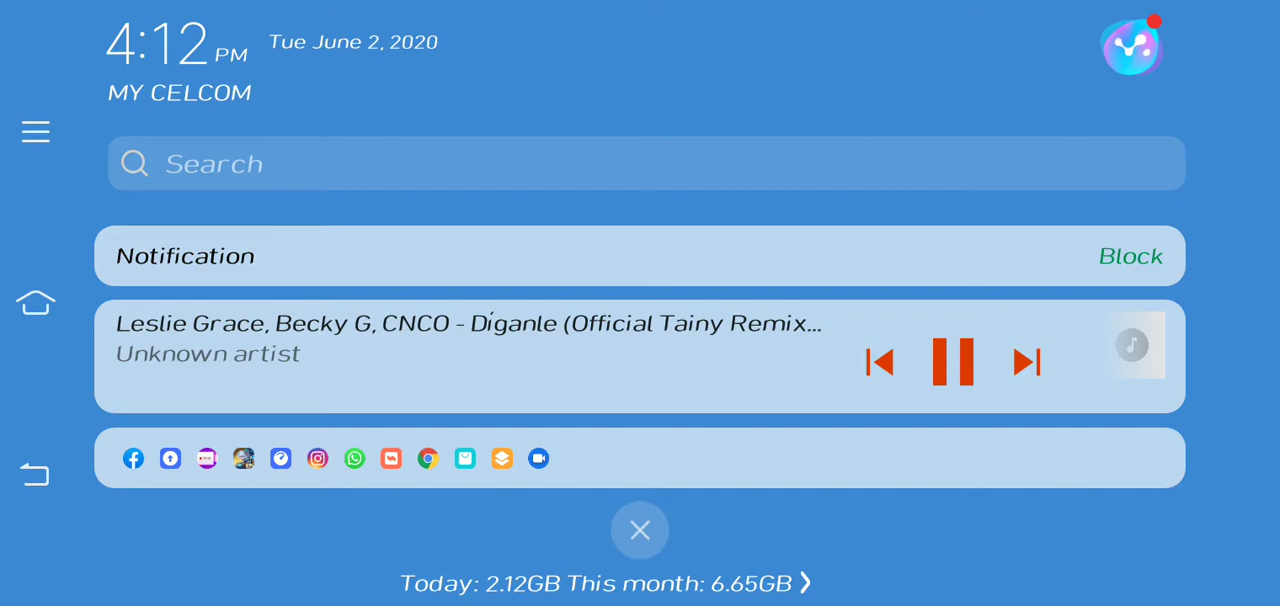 4:12 PM Tue June 2, 2020
MY CELCOM
Search
Notification Block
Leslie Grace, Becky G, CNCO - Díganle (Official Tainy Remix...
Unknown artist
Today: 2.12GB This month: 6.65GB